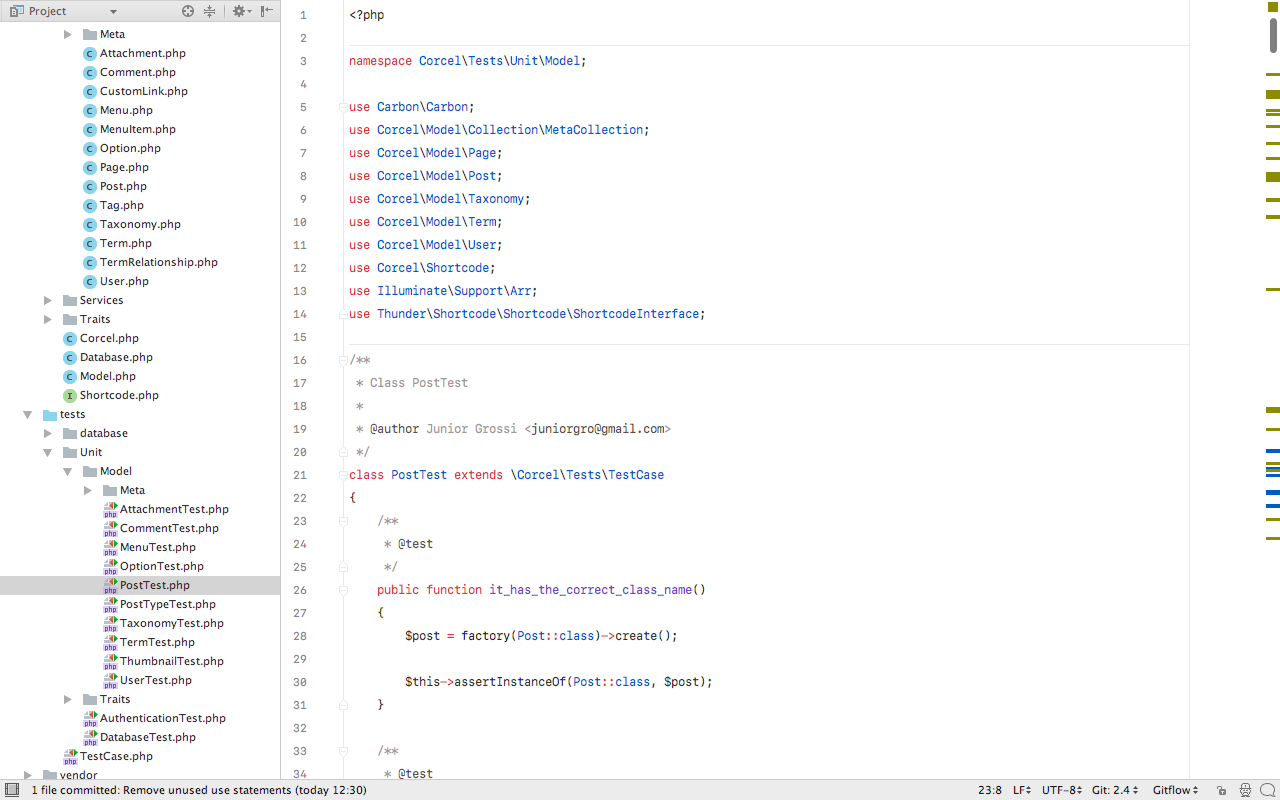 Project
Meta
Attachment.php
Comment.php
CustomLink.php
Menu.php
MenuItem.php
Option.php
Page.php
Post.php
Tag.php
Taxonomy.php
Term.php
TermRelationship.php
User.php
Services
Traits
Corcel.php
Database.php
Model.php
Shortcode.php
tests
database
Unit
Model
Meta
AttachmentTest.php
CommentTest.php
MenuTest.php
OptionTest.php
PostTest.php
PostTypeTest.php
TaxonomyTest.php
TermTest.php
ThumbnailTest.php
UserTest.php
Traits
AuthenticationTest.php
DatabaseTest.php
TestCase.php
vendor
1 <?php
2
3 namespace Corcel\Tests\Unit\Model;
4
5 use Carbon\Carbon;
6 use Corcel\Model\Collection\MetaCollection;
7 use Corcel\Model\Page;
8 use Corcel\Model\Post;
9 use Corcel\Model\Taxonomy;
10 use Corcel\Model\Term;
11 use Corcel\Model\User;
12 use Corcel\Shortcode;
13 use Illuminate\Support\Arr;
14 use Thunder\Shortcode\Shortcode\ShortcodeInterface;
15
16 /**
17 * Class PostTest
18 *
19 * @author Junior Grossi <juniorgro@gmail.com>
20 */
21 class PostTest extends \Corcel\Tests\TestCase
22 {
23 /**
24 * @test
25 */
26 public function it_has_the_correct_class_name()
27 {
28 $post = factory(Post::class)->create();
29
30 $this->assertInstanceOf(Post::class, $post);
31 }
32
33 /**
34 * @test
1 file committed: Remove unused use statements (today 12:30)
23:8 LF UTF-8 Git: 2.4 Gitflow